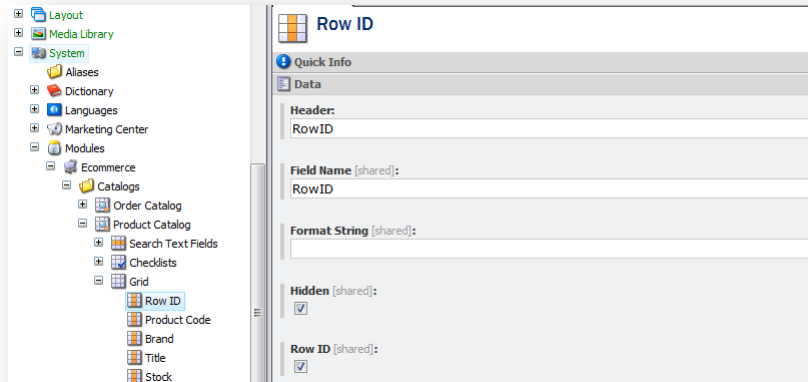 Layout
Media Library
System
Aliases
Dictionary
Languages
Marketing Center
Modules
Ecommerce
Catalogs
Order Catalog
Product Catalog
Search Text Fields
Checklists
Grid
Row ID
Product Code
Brand
Title
Stock
Row ID
Quick Info
Data
Header:
RowID
Field Name [shared]:
RowID
Format String [shared]:
Hidden [shared]:
Row ID [shared]: